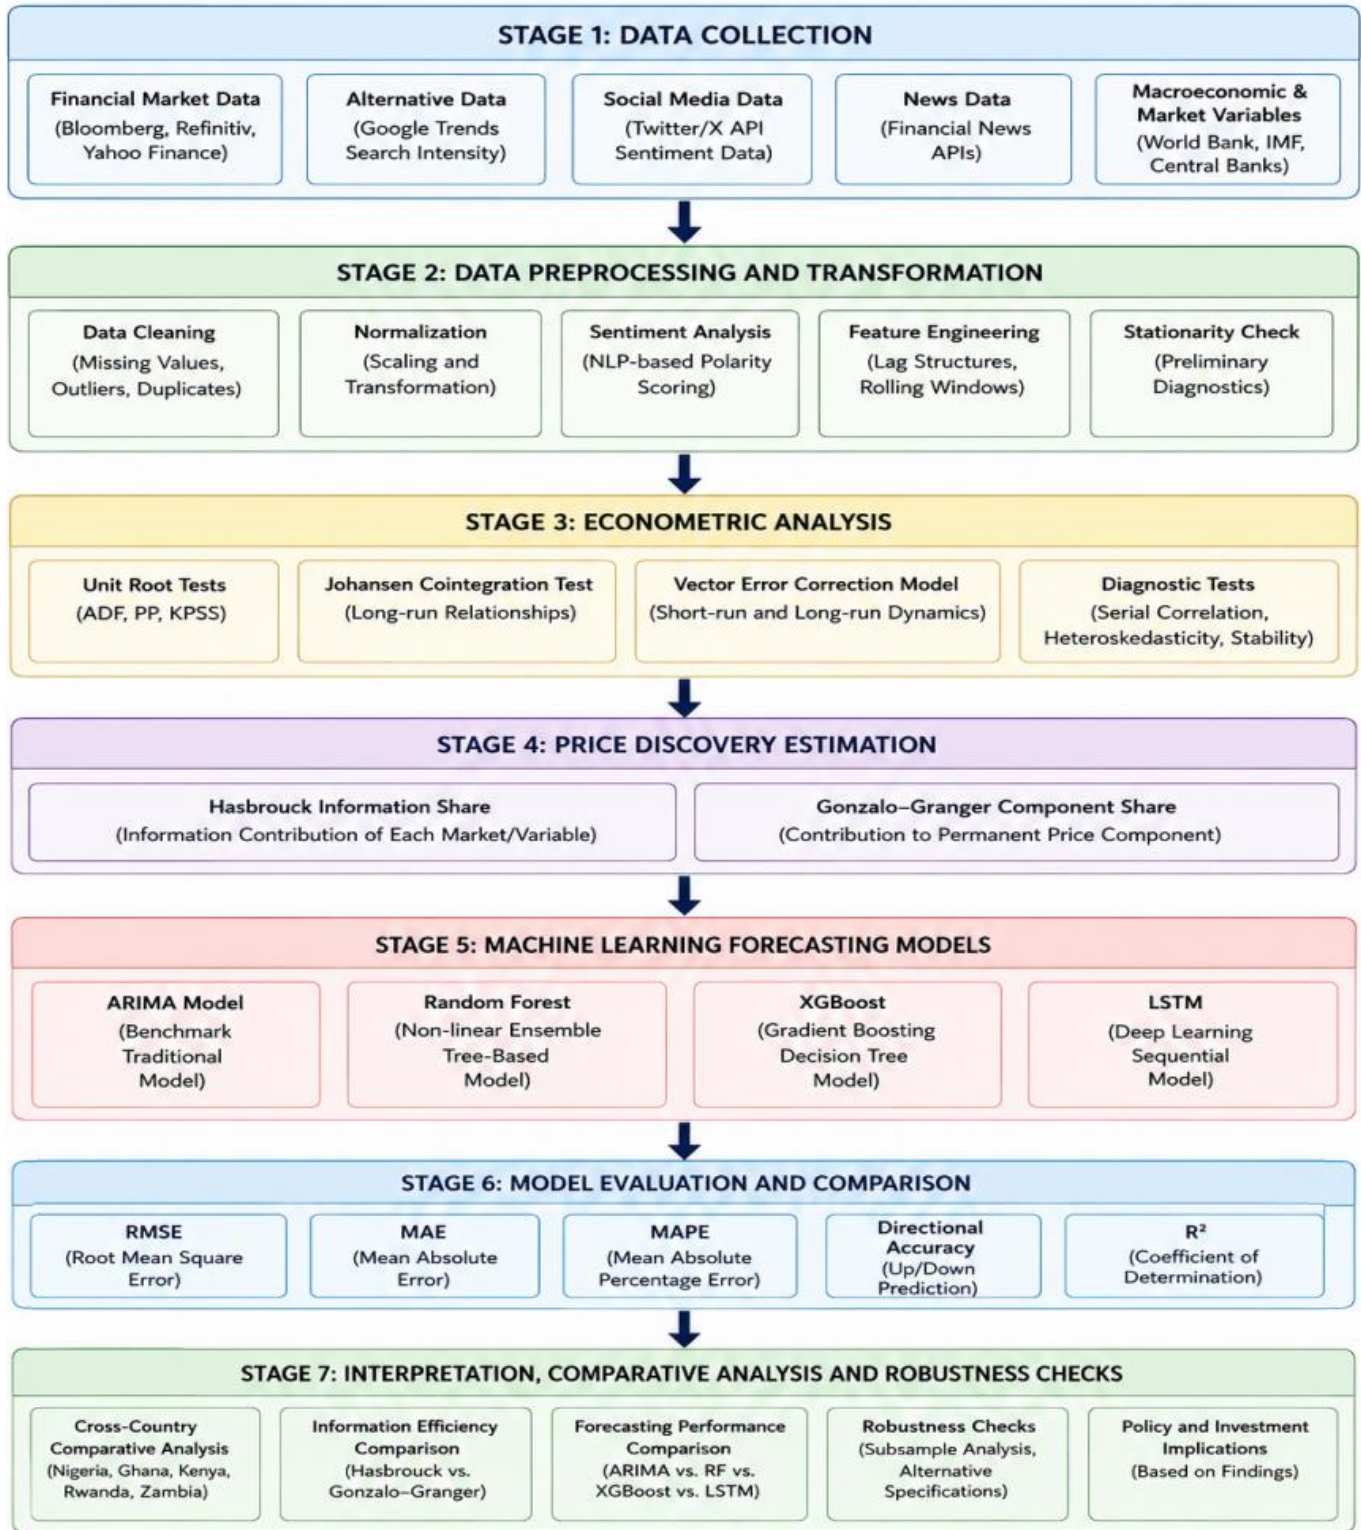 STAGE 1: DATA COLLECTION
Financial Market Data
(Bloomberg, Refinitiv,
Yahoo Finance)
Alternative Data
(Google Trends
Search Intensity)
Social Media Data
(Twitter/X API
Sentiment Data)
News Data
(Financial News
APIs)
Macroeconomic &
Market Variables
(World Bank, IMF,
Central Banks)
STAGE 2: DATA PREPROCESSING AND TRANSFORMATION
Data Cleaning
(Missing Values,
Outliers, Duplicates)
Normalization
(Scaling and
Transformation)
Sentiment Analysis
(NLP-based Polarity
Scoring)
Feature Engineering
(Lag Structures,
Rolling Windows)
Stationarity Check
(Preliminary
Diagnostics)
STAGE 3: ECONOMETRIC ANALYSIS
Unit Root Tests
(ADF, PP, KPSS)
Johansen Cointegration Test
(Long-run Relationships)
Vector Error Correction Model
(Short-run and Long-run Dynamics)
Diagnostic Tests
(Serial Correlation,
Heteroskedasticity, Stability)
STAGE 4: PRICE DISCOVERY ESTIMATION
Hasbrouck Information Share
(Information Contribution of Each Market/Variable)
Gonzalo–Granger Component Share
(Contribution to Permanent Price Component)
STAGE 5: MACHINE LEARNING FORECASTING MODELS
ARIMA Model
(Benchmark
Traditional
Model)
Random Forest
(Non-linear Ensemble
Tree-Based
Model)
XGBoost
(Gradient Boosting
Decision Tree
Model)
LSTM
(Deep Learning
Sequential
Model)
STAGE 6: MODEL EVALUATION AND COMPARISON
RMSE
(Root Mean Square
Error)
MAE
(Mean Absolute
Error)
MAPE
(Mean Absolute
Percentage Error)
Directional
Accuracy
(Up/Down
Prediction)
R²
(Coefficient of
Determination)
STAGE 7: INTERPRETATION, COMPARATIVE ANALYSIS AND ROBUSTNESS CHECKS
Cross-Country
Comparative Analysis
(Nigeria, Ghana, Kenya,
Rwanda, Zambia)
Information Efficiency
Comparison
(Hasbrouck vs.
Gonzalo–Granger)
Forecasting Performance
Comparison
(ARIMA vs. RF vs.
XGBoost vs. LSTM)
Robustness Checks
(Subsample Analysis,
Alternative
Specifications)
Policy and Investment
Implications
(Based on Findings)